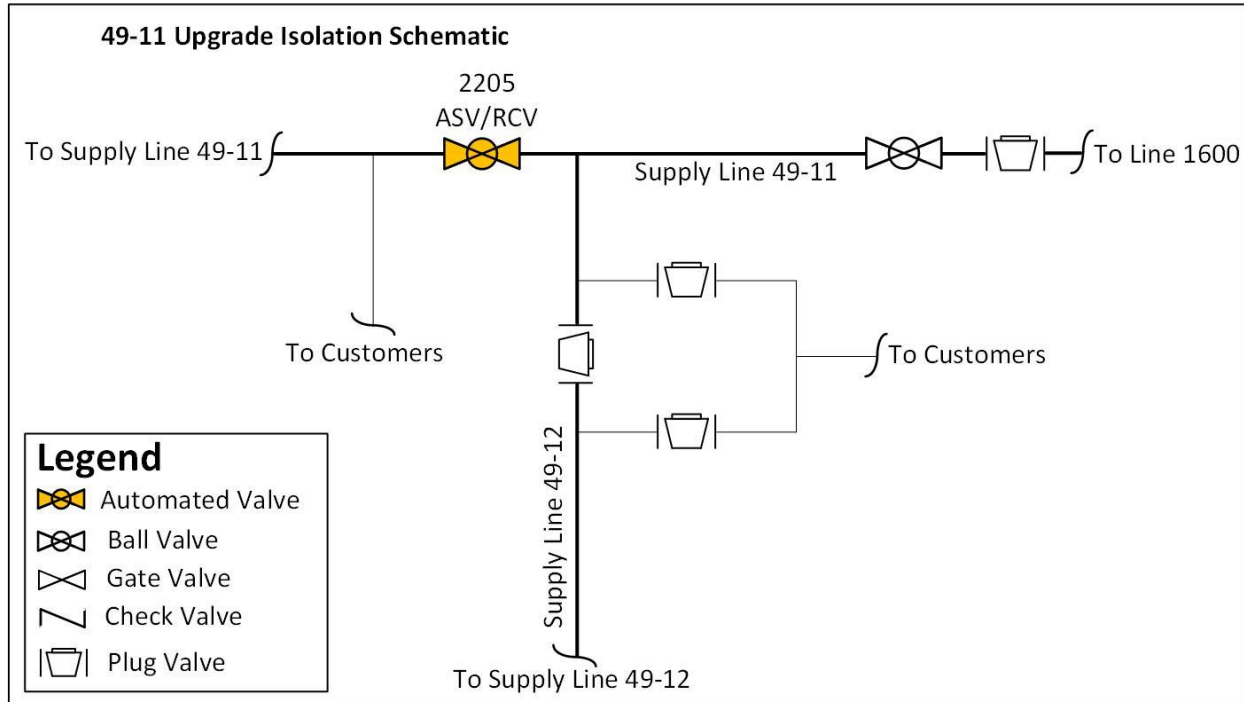 49-11 Upgrade Isolation Schematic
2205
ASV/RCV
To Supply Line 49-11
Supply Line 49-11
To Line 1600
To Customers
To Customers
Supply Line 49-12
To Supply Line 49-12
Legend
Automated Valve
Ball Valve
Gate Valve
Check Valve
Plug Valve